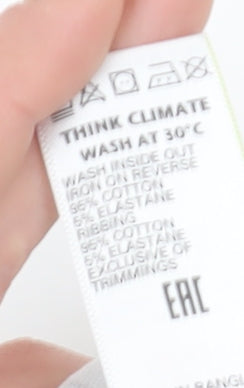 THINK CLIMATE
WASH AT 30°C
WASH INSIDE OUT
IRON ON REVERSE
95% COTTON
5% ELASTANE
RIBBING
95% COTTON
5% ELASTANE
EXCLUSIVE OF
TRIMMINGS
EAC